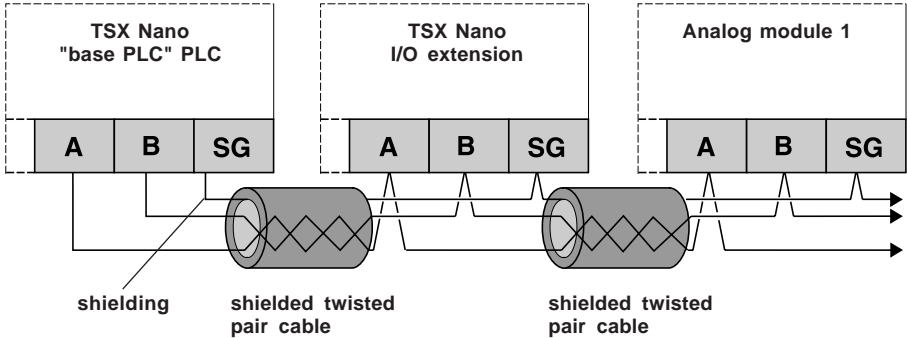 TSX Nano
"base PLC" PLC
TSX Nano
I/O extension
Analog module 1
A B SG
A B SG
A B SG
shielding
shielded twisted
pair cable
shielded twisted
pair cable